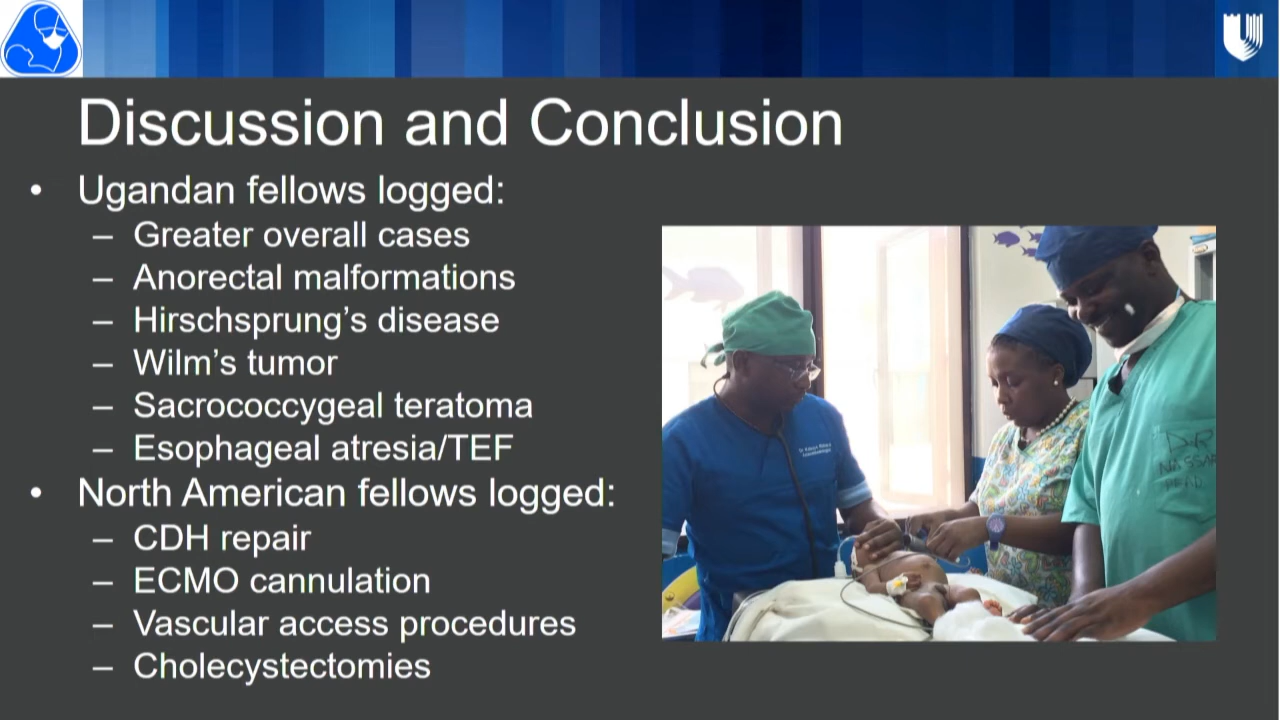 Discussion and Conclusion
• Ugandan fellows logged:
– Greater overall cases
– Anorectal malformations
– Hirschsprung’s disease
– Wilm’s tumor
– Sacrococcygeal teratoma
– Esophageal atresia/TEF
• North American fellows logged:
– CDH repair
– ECMO cannulation
– Vascular access procedures
– Cholecystectomies